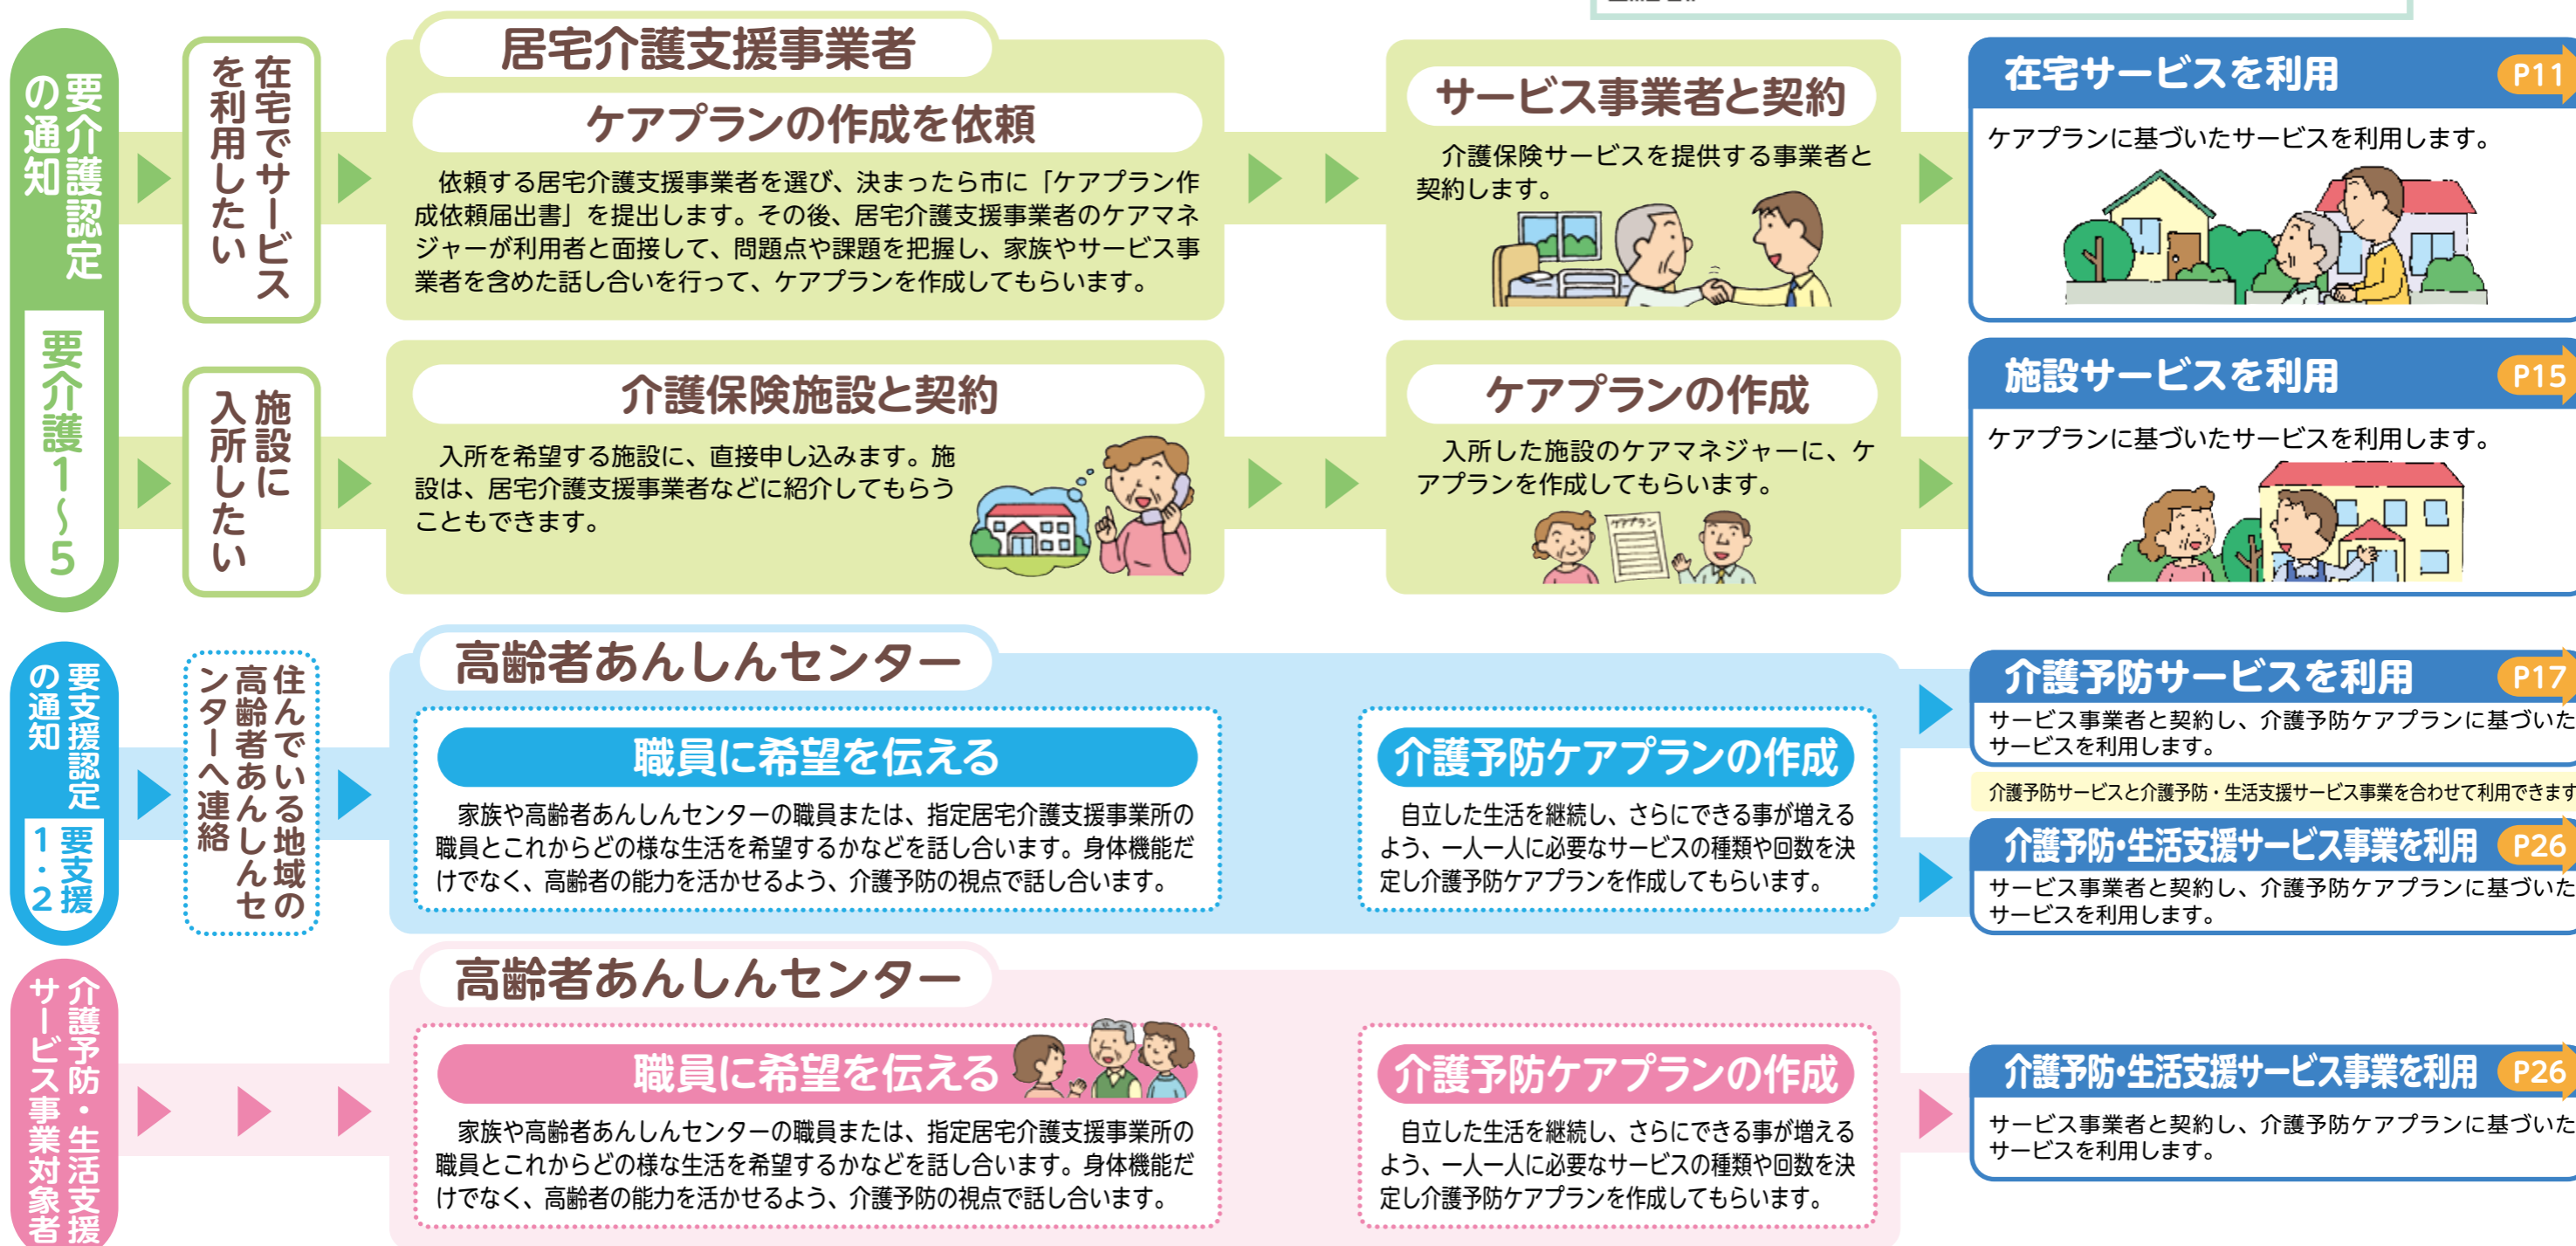 要介護認定
の通知
要介護1～5
在宅でサービス
を利用したい
居宅介護支援事業者
ケアプランの作成を依頼
依頼する居宅介護支援事業者を選び、決まったら市に「ケアプラン作
成依頼届出書」を提出します。その後、居宅介護支援事業者のケアマネ
ジャーが利用者と面接して、問題点や課題を把握し、家族やサービス事
業者を含めた話し合いを行って、ケアプランを作成してもらいます。
サービス事業者と契約
介護保険サービスを提供する事業者と
契約します。
在宅サービスを利用
P11
ケアプランに基づいたサービスを利用します。
施設に
入所したい
介護保険施設と契約
入所を希望する施設に、直接申し込みます。施
設は、居宅介護支援事業者などに紹介してもらう
こともできます。
ケアプランの作成
入所した施設のケアマネジャーに、ケ
アプランを作成してもらいます。
ケアプラン
施設サービスを利用
P15
ケアプランに基づいたサービスを利用します。
要支援認定
の通知
要支援
1・2
住んでいる地域の
高齢者あんしんセ
ンターへ連絡
高齢者あんしんセンター
職員に希望を伝える
家族や高齢者あんしんセンターの職員または、指定居宅介護支援事業所の
職員とこれからどの様な生活を希望するかなどを話し合います。身体機能だ
けでなく、高齢者の能力を活かせるよう、介護予防の視点で話し合います。
介護予防ケアプランの作成
自立した生活を継続し、さらにできる事が増える
よう、一人一人に必要なサービスの種類や回数を決
定し介護予防ケアプランを作成してもらいます。
介護予防サービスを利用
P17
サービス事業者と契約し、介護予防ケアプランに基づいた
サービスを利用します。
介護予防サービスと介護予防・生活支援サービス事業を合わせて利用できます
介護予防・生活支援サービス事業を利用
P26
サービス事業者と契約し、介護予防ケアプランに基づいた
サービスを利用します。
介護予防・生活支援
サービス事業対象者
高齢者あんしんセンター
職員に希望を伝える
家族や高齢者あんしんセンターの職員または、指定居宅介護支援事業所の
職員とこれからどの様な生活を希望するかなどを話し合います。身体機能だ
けでなく、高齢者の能力を活かせるよう、介護予防の視点で話し合います。
介護予防ケアプランの作成
自立した生活を継続し、さらにできる事が増える
よう、一人一人に必要なサービスの種類や回数を決
定し介護予防ケアプランを作成してもらいます。
介護予防・生活支援サービス事業を利用
P26
サービス事業者と契約し、介護予防ケアプランに基づいた
サービスを利用します。